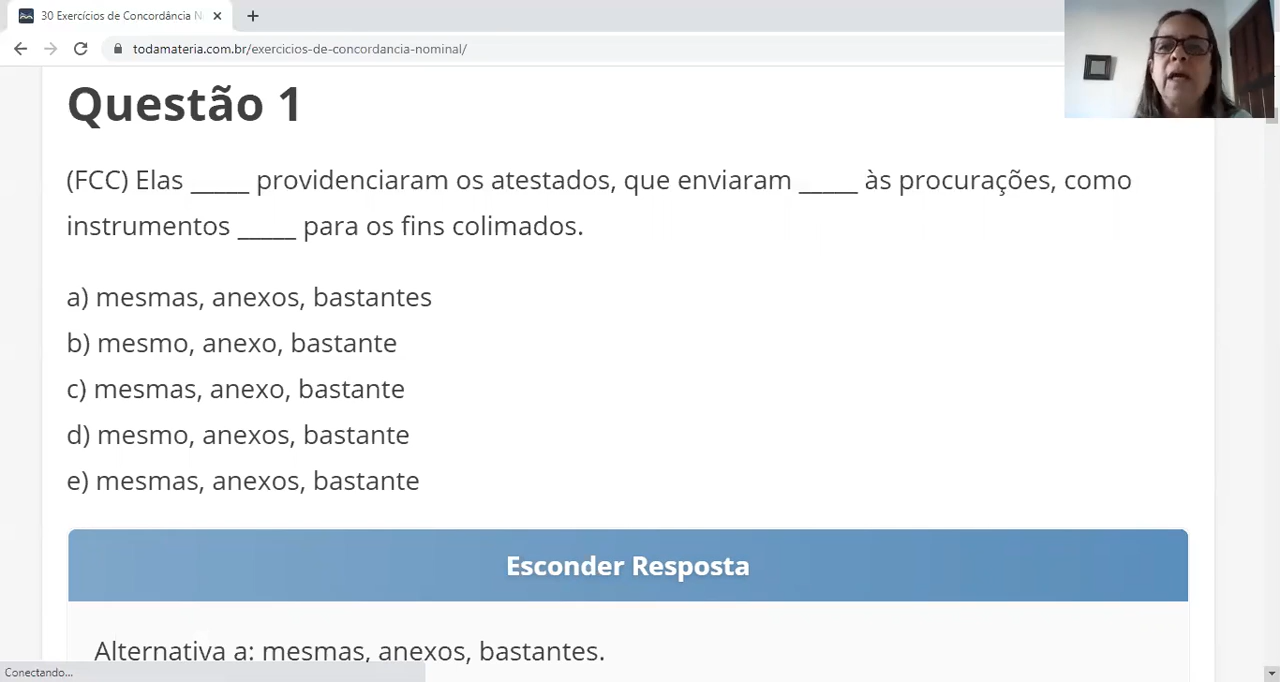 30 Exercícios de Concordância N
todamateria.com.br/exercicios-de-concordancia-nominal/
Questão 1
(FCC) Elas _____ providenciaram os atestados, que enviaram _____ às procurações, como
instrumentos _____ para os fins colimados.
a) mesmas, anexos, bastantes
b) mesmo, anexo, bastante
c) mesmas, anexo, bastante
d) mesmo, anexos, bastante
e) mesmas, anexos, bastante
Esconder Resposta
Alternativa a: mesmas, anexos, bastantes.
Conectando...